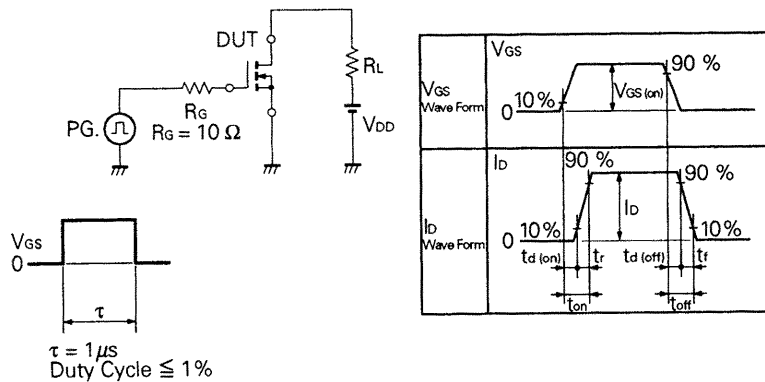 DUT
RL
RG
RG = 10 Ω
PG.
VDD
VGS
0
τ
τ = 1 μs
Duty Cycle ≦ 1%
VGS
Wave Form
VGS
10%
0
VGS (on)
90 %
ID
Wave Form
ID
90 %
10%
0
ID
90 %
10%
td (on)
tr
td (off)
tf
ton
toff